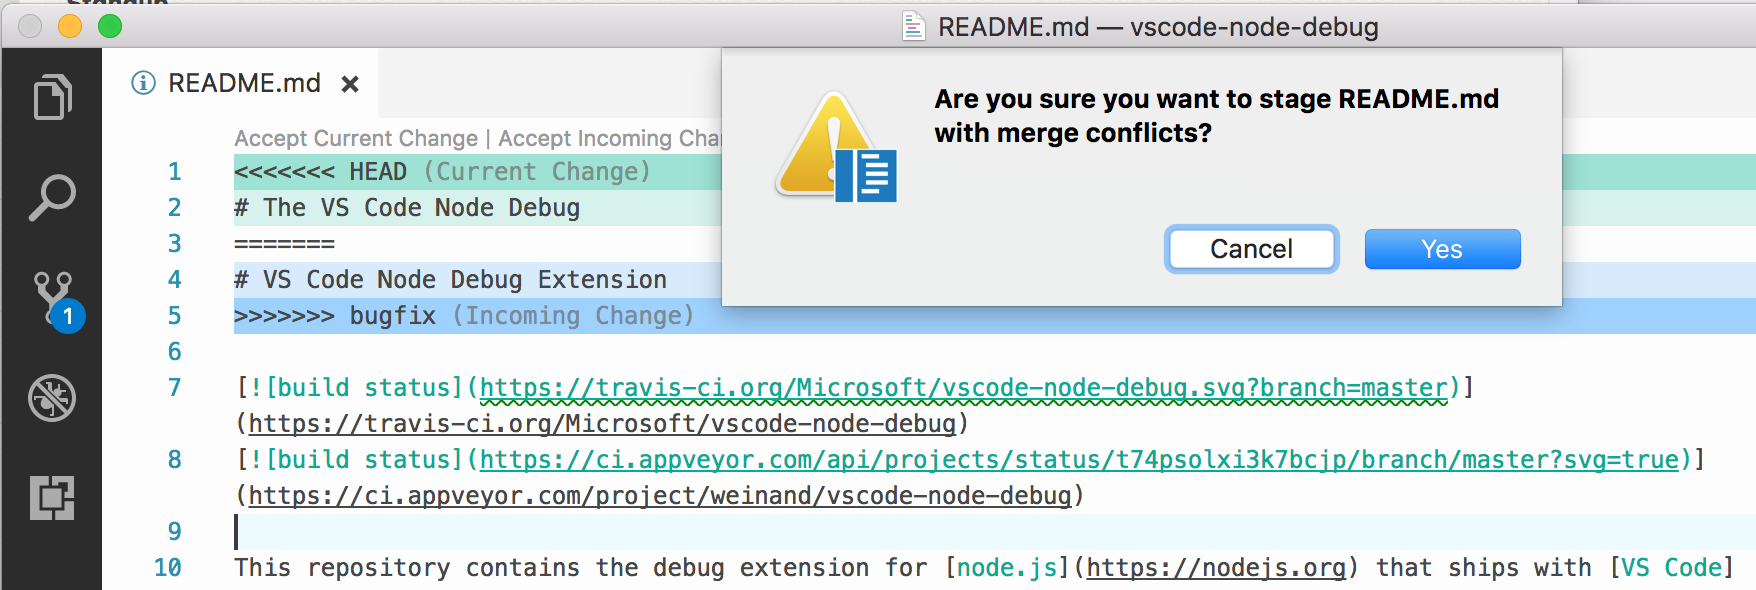 README.md — vscode-node-debug
README.md
Are you sure you want to stage README.md
with merge conflicts?
Cancel
Yes
Accept Current Change | Accept Incoming Cha
1 <<<<<<< HEAD (Current Change)
2 # The VS Code Node Debug
3 =======
4 # VS Code Node Debug Extension
5 >>>>>>> bugfix (Incoming Change)
6
7 [![build status](https://travis-ci.org/Microsoft/vscode-node-debug.svg?branch=master)]
(https://travis-ci.org/Microsoft/vscode-node-debug)
8 [![build status](https://ci.appveyor.com/api/projects/status/t74psolxi3k7bcjp/branch/master?svg=true)]
(https://ci.appveyor.com/project/weinand/vscode-node-debug)
9
10 This repository contains the debug extension for [node.js](https://nodejs.org) that ships with [VS Code]
1